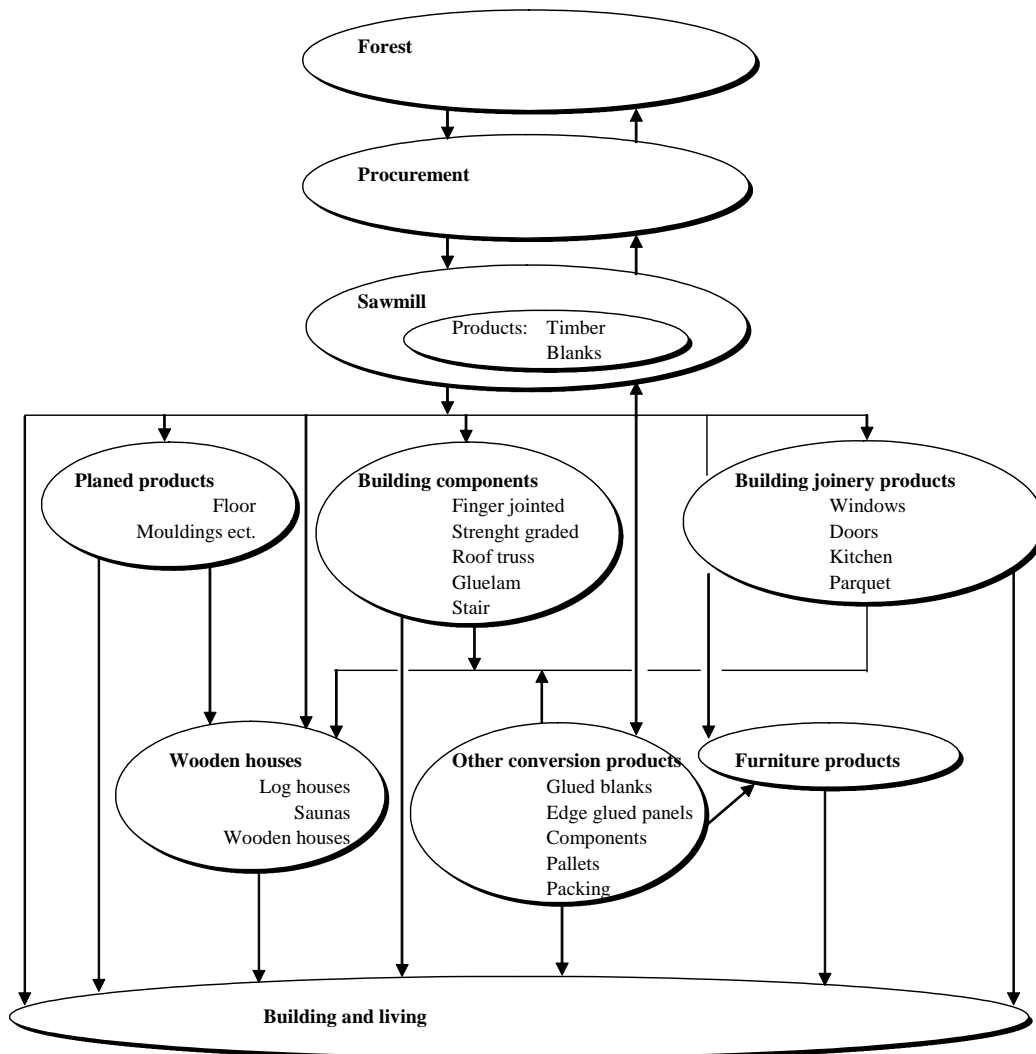 Forest
Procurement
Sawmill
Products: Timber
Blanks
Planed products
Floor
Mouldings ect.
Building components
Finger jointed
Strenght graded
Roof truss
Gluelam
Stair
Building joinery products
Windows
Doors
Kitchen
Parquet
Wooden houses
Log houses
Saunas
Wooden houses
Other conversion products
Glued blanks
Edge glued panels
Components
Pallets
Packing
Furniture products
Building and living